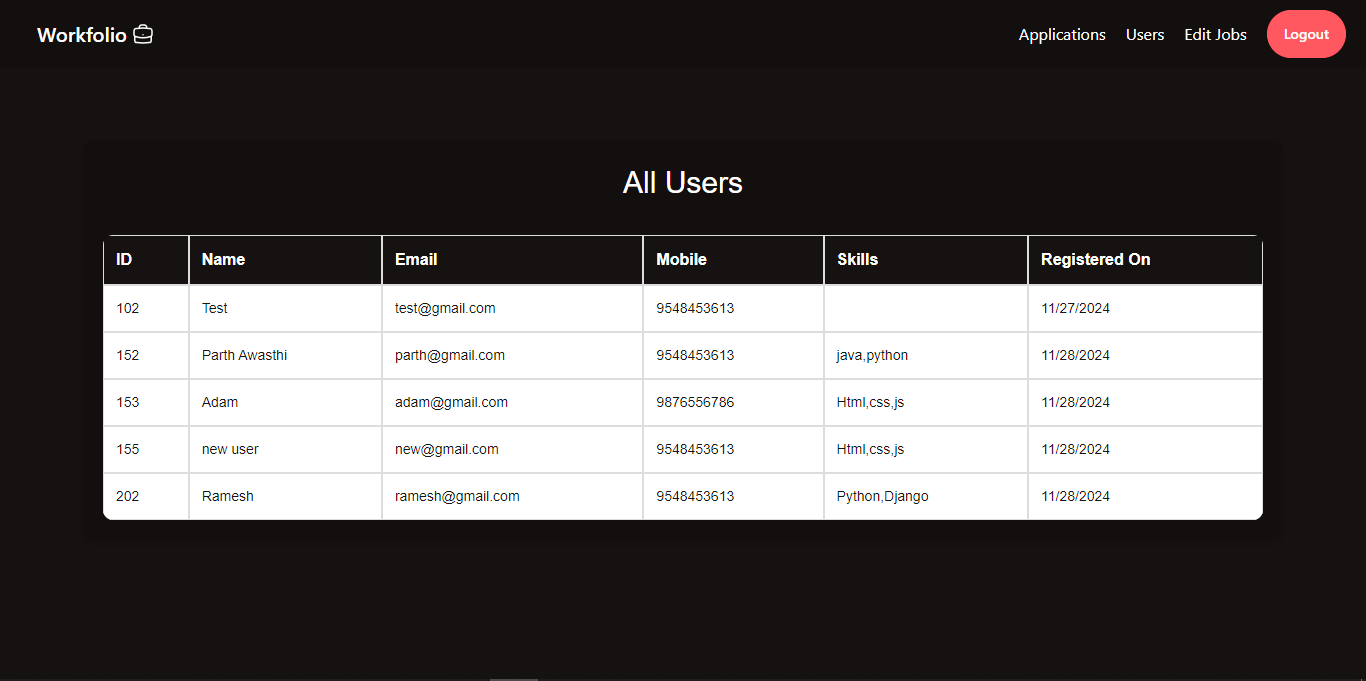 Workfolio
Applications Users Edit Jobs Logout
All Users
ID Name Email Mobile Skills Registered On
102 Test test@gmail.com 9548453613 11/27/2024
152 Parth Awasthi parth@gmail.com 9548453613 java,python 11/28/2024
153 Adam adam@gmail.com 9876556786 Html,css,js 11/28/2024
155 new user new@gmail.com 9548453613 Html,css,js 11/28/2024
202 Ramesh ramesh@gmail.com 9548453613 Python,Django 11/28/2024